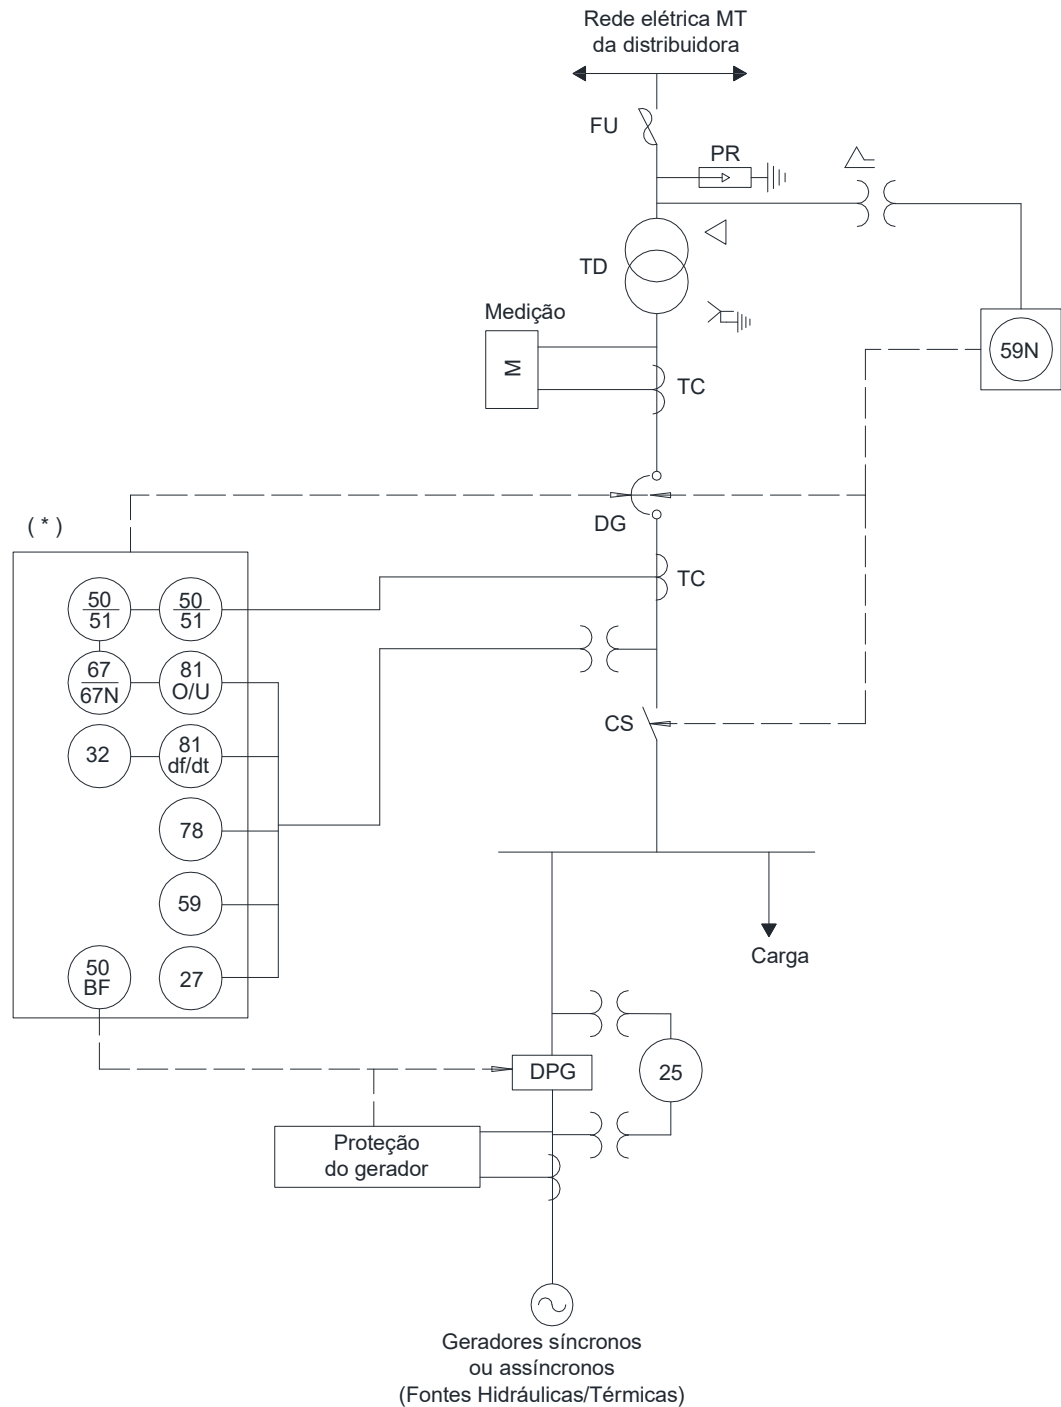 Rede elétrica MT
da distribuidora
FU
PR
TD
Medição
M
TC
59N
DG
( * )
TC
50
51
50
51
67
67N
81
O/U
CS
32
81
df/dt
78
59
Carga
50
BF
27
DPG
25
Proteção
do gerador
Geradores síncronos
ou assíncronos
(Fontes Hidráulicas/Térmicas)